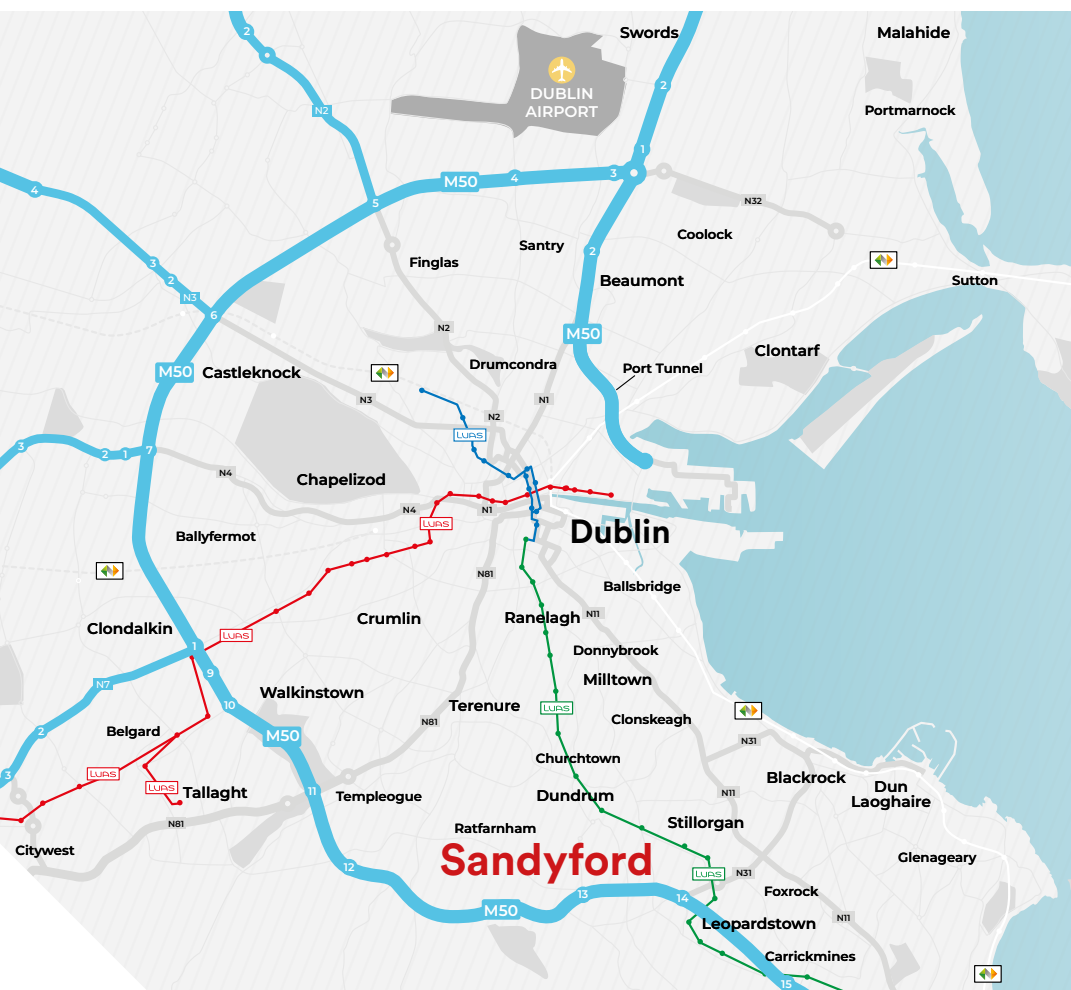 Swords
Malahide
2
2
DUBLIN
AIRPORT
N2
Portmarnock
1
M50
4
3
4
5
N32
Coolock
Santry
Finglas
2
Beaumont
3
2
N3
Sutton
6
N2
M50
Clontarf
Drumcondra
Port Tunnel
M50
Castleknock
N3
N1
N2
LUAS
3
2
1
7
N4
Chapelizod
N4
N1
LUAS
Dublin
Ballyfermot
N81
Ballsbridge
Crumlin
Ranelagh
N11
Clondalkin
LUAS
1
Donnybrook
9
Milltown
N7
Walkinstown
10
Terenure
LUAS
Clonskeagh
N81
2
Belgard
M50
N31
Churchtown
3
LUAS
LUAS
Tallaght
11
Templeogue
Dundrum
N11
Blackrock
Dun
Laoghaire
N81
Ratfarnham
Stillorgan
Citywest
Sandyford
Glenageary
12
LUAS
N31
13
14
Foxrock
M50
Leopardstown
N11
Carrickmines
15